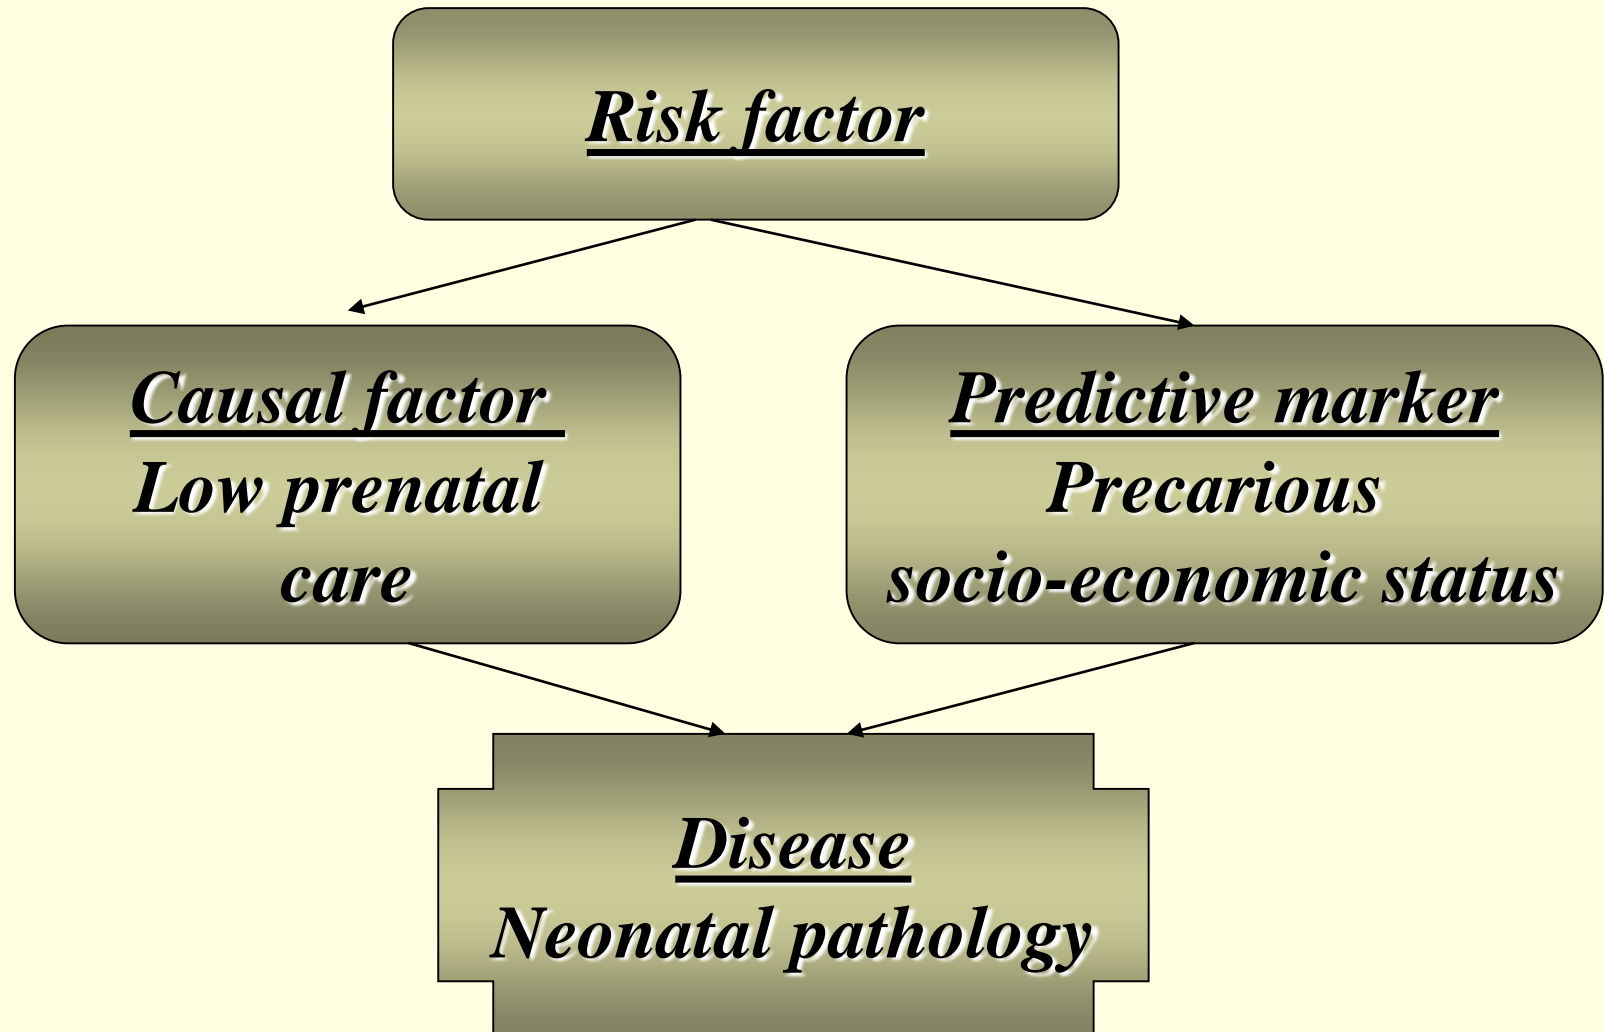 Risk factor
Causal factor
Low prenatal
care
Predictive marker
Precarious
socio-economic status
Disease
Neonatal pathology